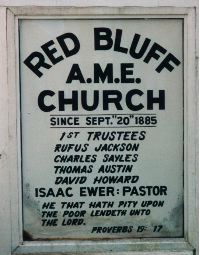 RED BLUFF
A.M.E.
CHURCH
SINCE SEPT. "20" 1885
1ST TRUSTEES
RUFUS JACKSON
CHARLES SAYLES
THOMAS AUSTIN
DAVID HOWARD
ISAAC EWER: PASTOR
HE THAT HATH PITY UPON
THE POOR LENDETH UNTO
THE LORD.
PROVERBS 19: 17